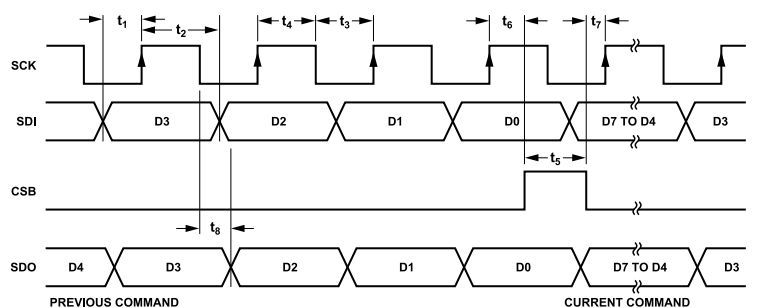 t1 t2 t4 t3 t6 t7
SCK
SDI D3 D2 D1 D0 D7 TO D4 D3
t5
CSB
t8
SDO D4 D3 D2 D1 D0 D7 TO D4 D3
PREVIOUS COMMAND CURRENT COMMAND